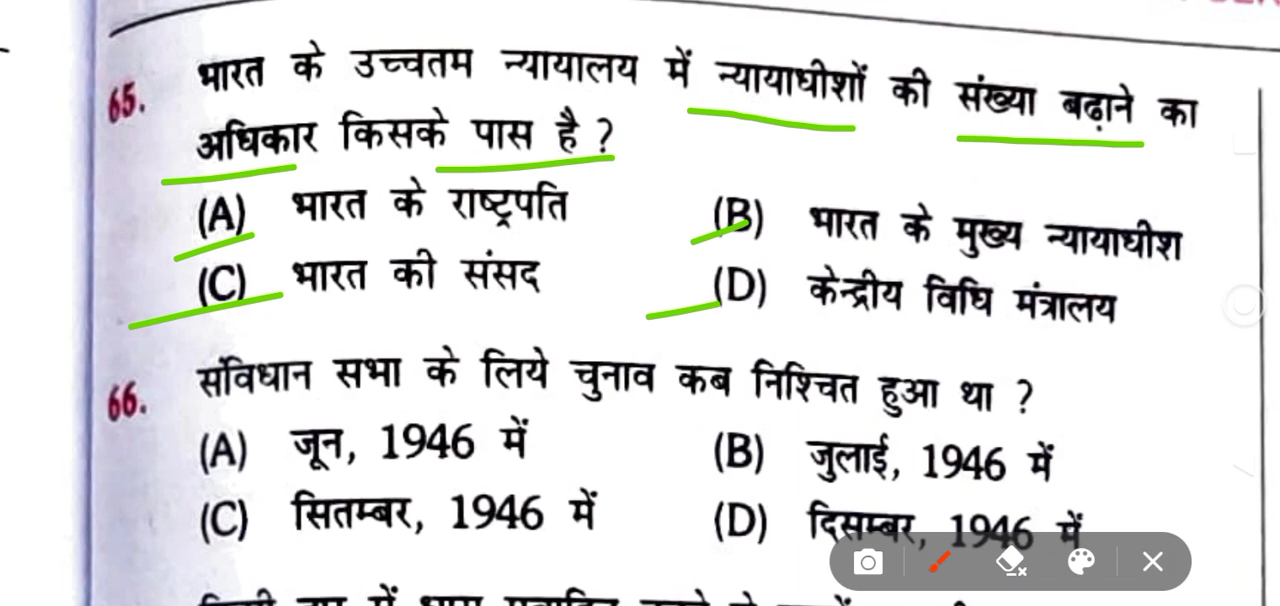 65. भारत के उच्चतम न्यायालय में न्यायाधीशों की संख्या बढ़ाने का
अधिकार किसके पास है ?
(A) भारत के राष्ट्रपति (B) भारत के मुख्य न्यायाधीश
(C) भारत की संसद (D) केन्द्रीय विधि मंत्रालय
66. संविधान सभा के लिये चुनाव कब निश्चित हुआ था ?
(A) जून, 1946 में (B) जुलाई, 1946 में
(C) सितम्बर, 1946 में (D) दिसम्बर, 1946 में